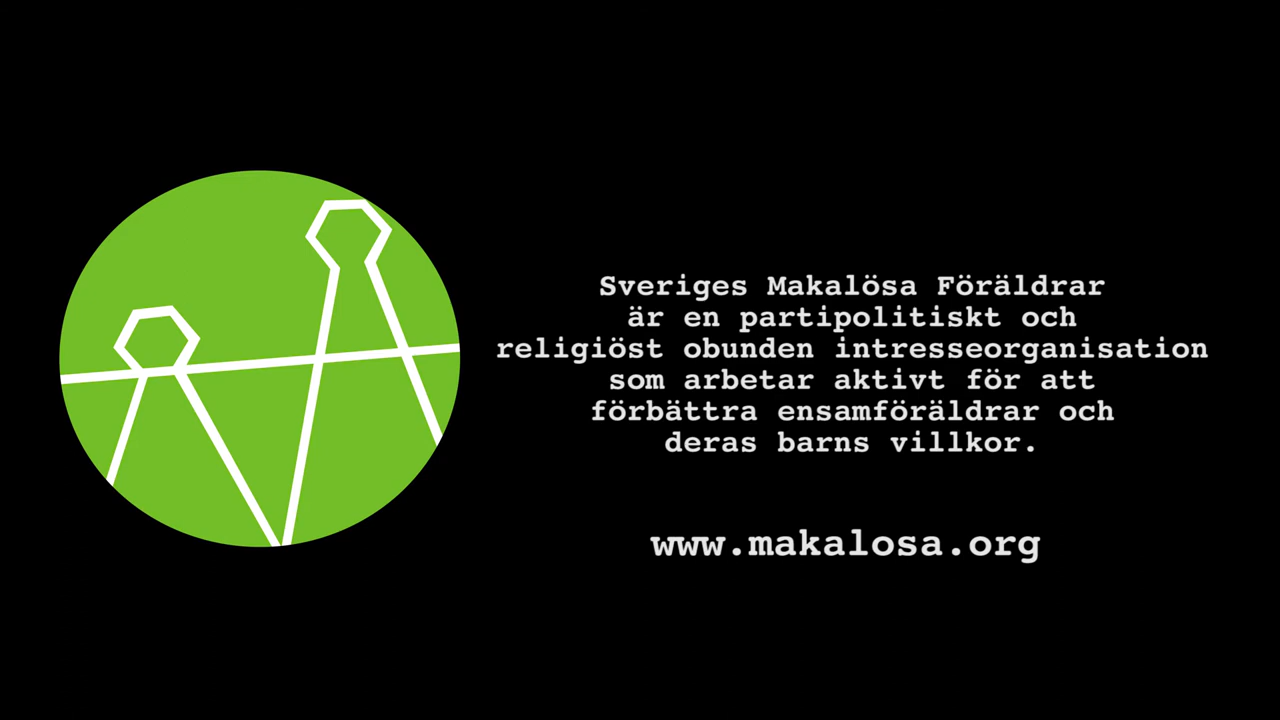 Sveriges Makalösa Föräldrar
är en partipolitiskt och
religiöst obunden intresseorganisation
som arbetar aktivt för att
förbättra ensamföräldrar och
deras barns villkor.
www.makalosa.org